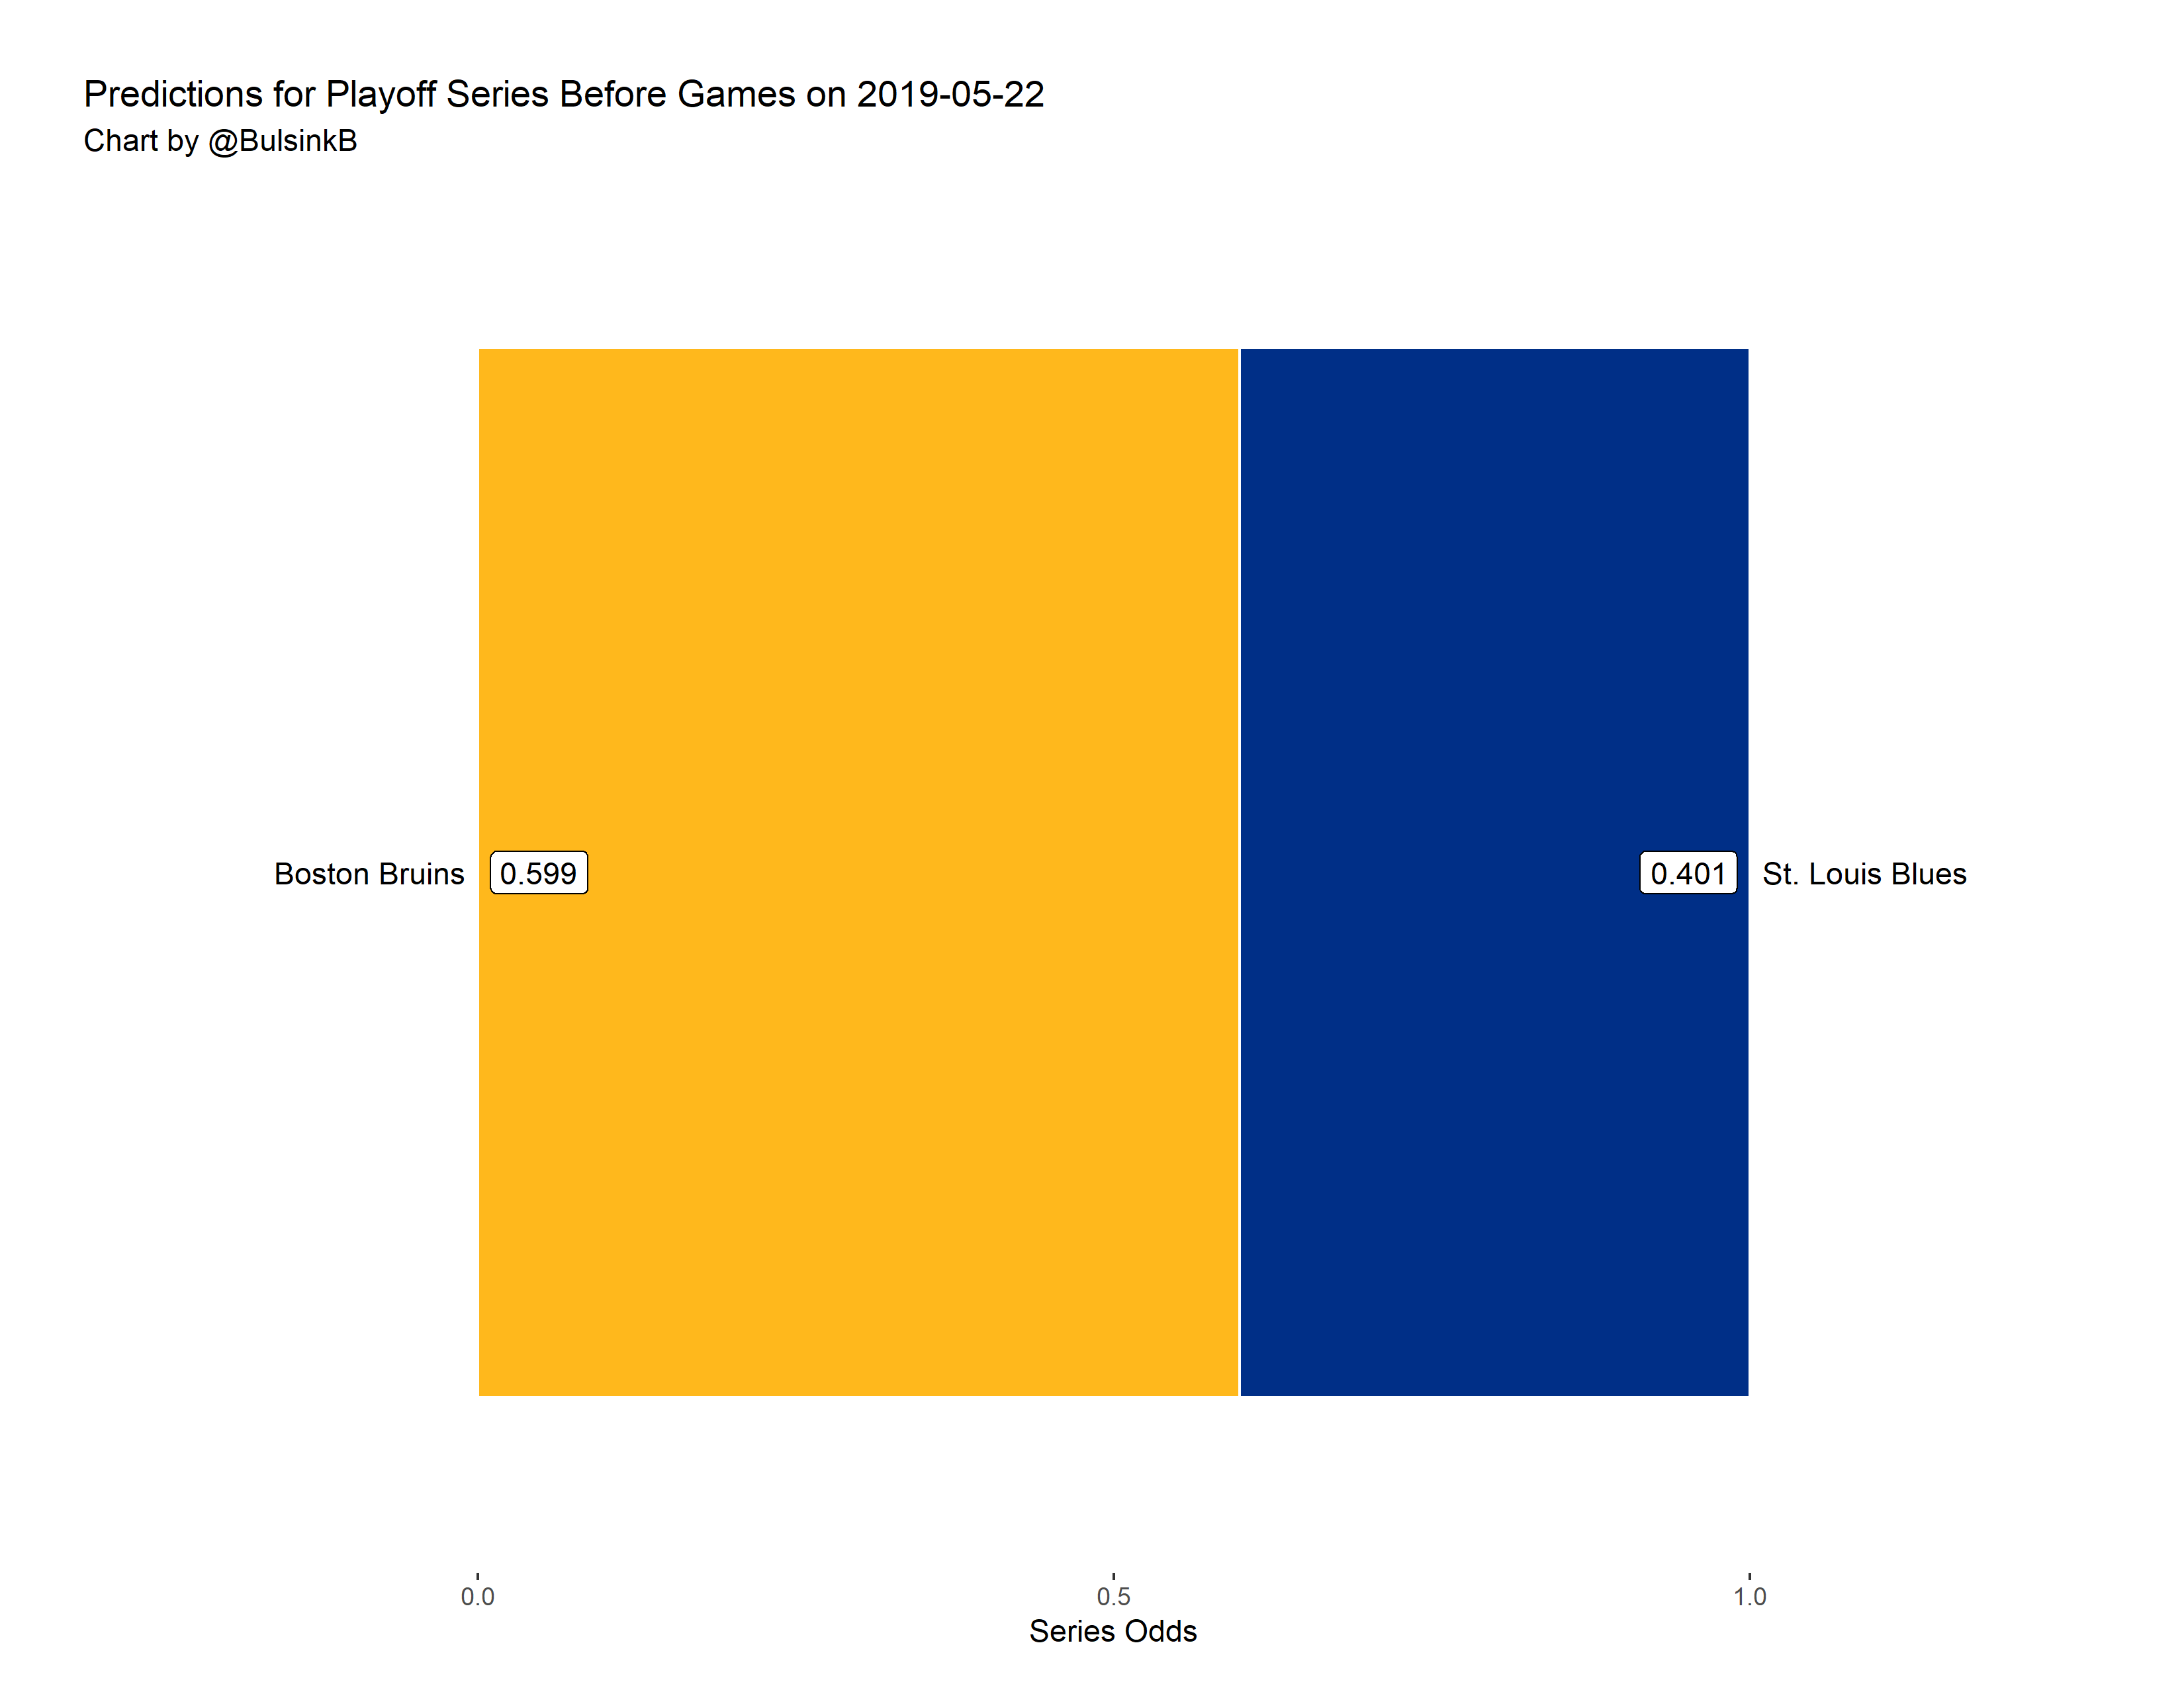 Predictions for Playoff Series Before Games on 2019-05-22
Chart by @BulsinkB
Boston Bruins 0.599 0.401 St. Louis Blues
0.0 0.5 1.0
Series Odds